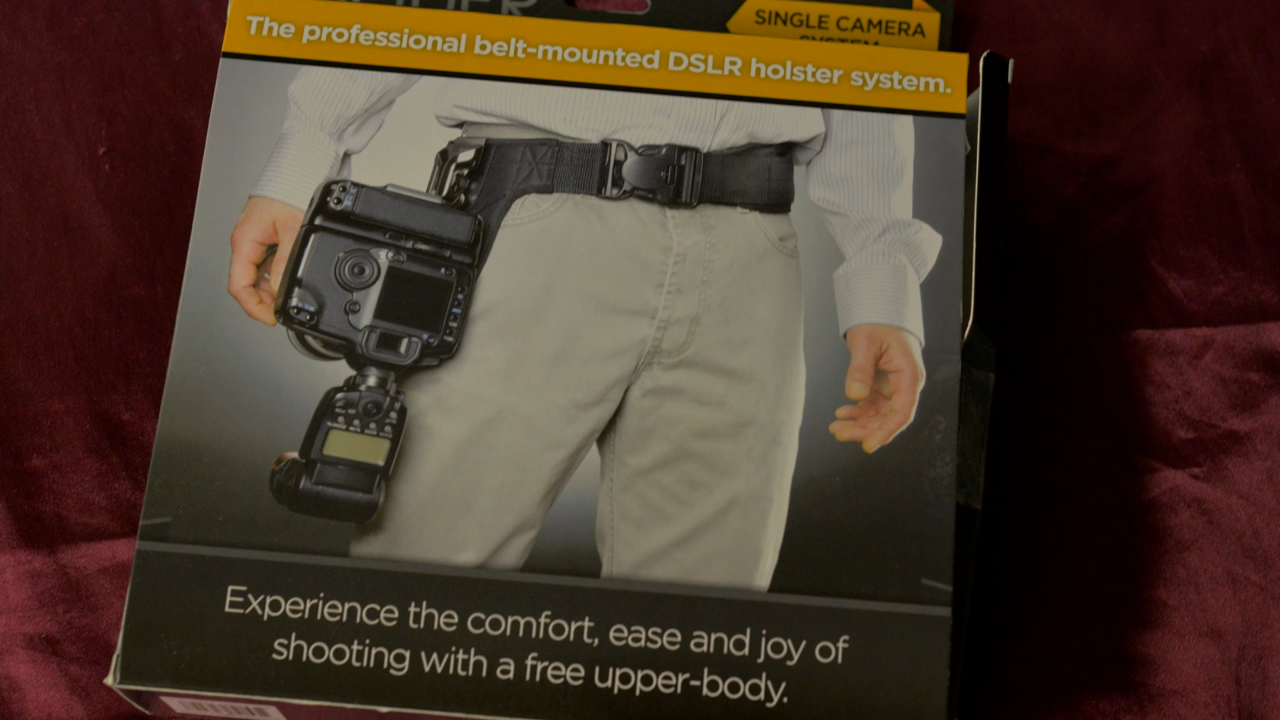 SINGLE CAMERA
SYSTEM
The professional belt-mounted DSLR holster system.
Experience the comfort, ease and joy of
shooting with a free upper-body.